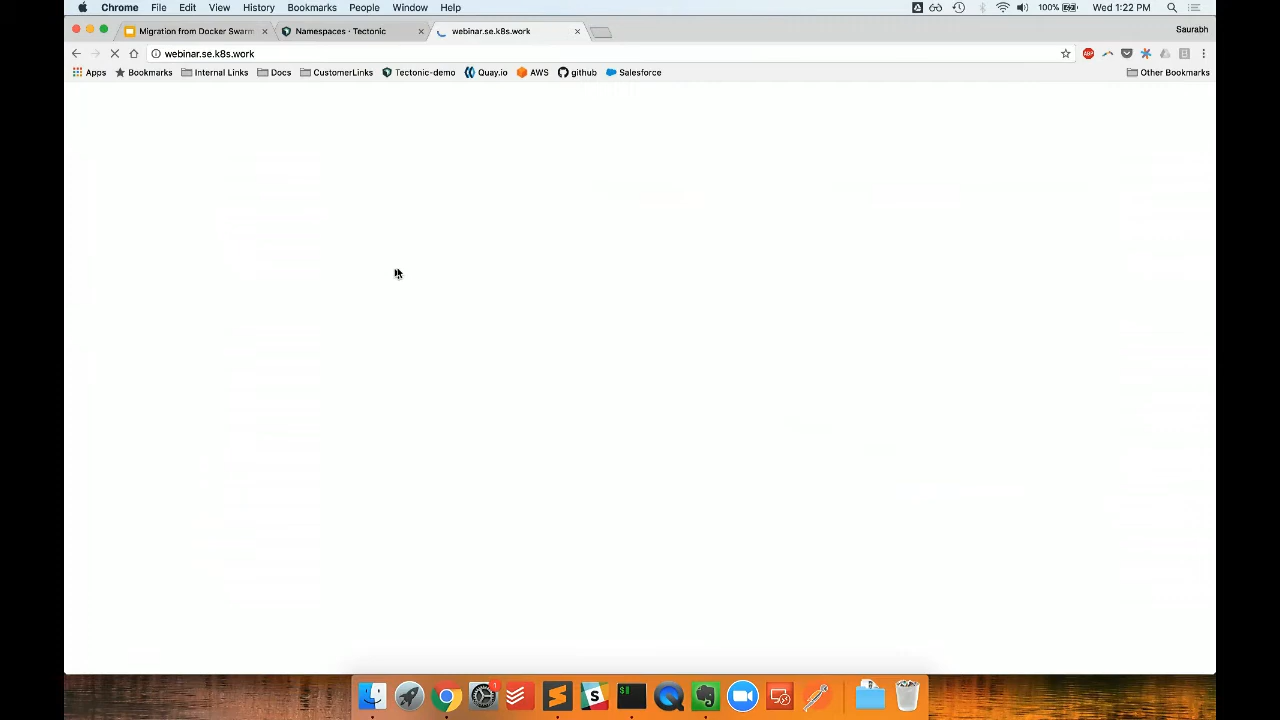 Chrome File Edit View History Bookmarks People Window Help 100% Wed 1:22 PM
Migration from Docker Swarm Namespaces · Tectonic webinar.se.k8s.work Saurabh
webinar.se.k8s.work ABP
Apps Bookmarks Internal Links Docs CustomerLinks Tectonic-demo Quay.io AWS github Salesforce Other Bookmarks
1 S $